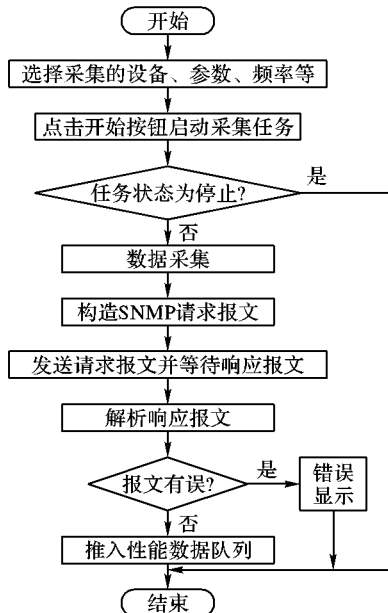 开始
选择采集的设备、参数、频率等
点击开始按钮启动采集任务
任务状态为停止?
是
否
数据采集
构造SNMP请求报文
发送请求报文并等待响应报文
解析响应报文
报文有误?
是
错误
显示
否
推入性能数据队列
结束